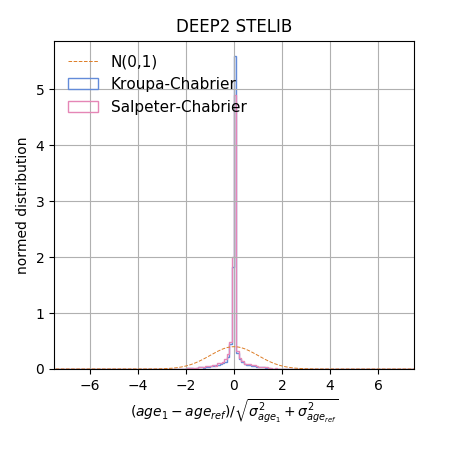 DEEP2 STELIB
N(0,1)
Kroupa-Chabrier
Salpeter-Chabrier
normed distribution
5
4
3
2
1
0
−6 −4 −2 0 2 4 6
(age₁ − age_ref)/√(σ²_age₁ + σ²_age_ref)